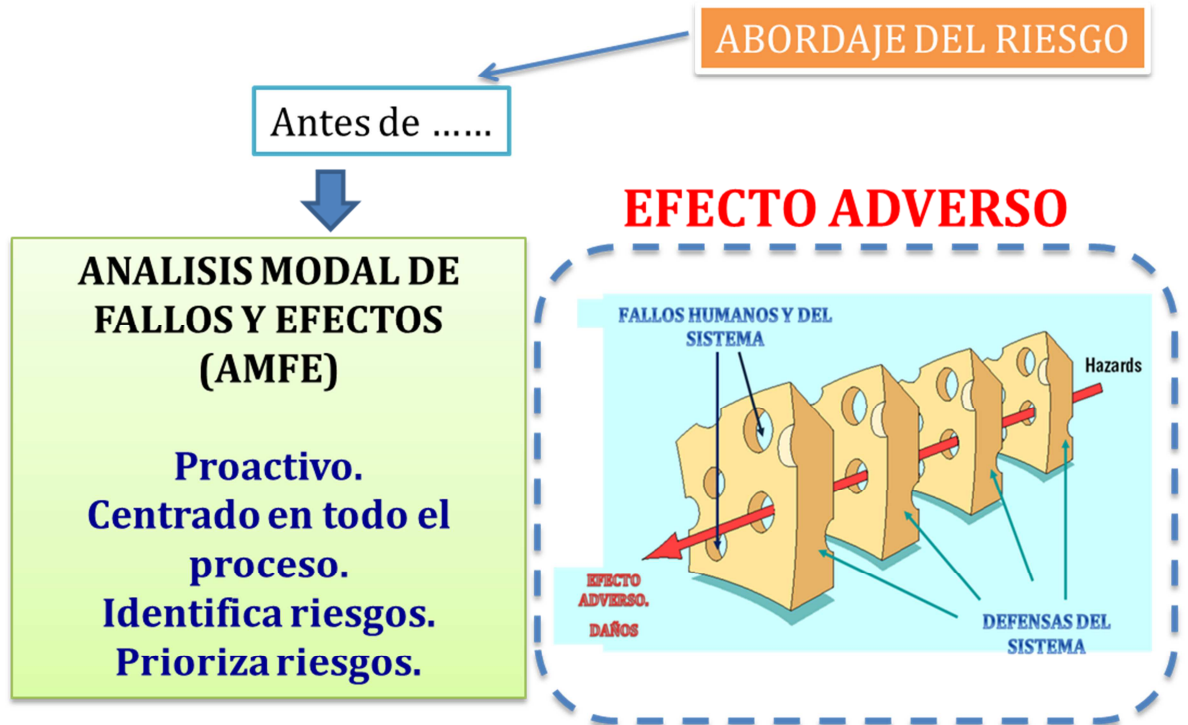 ABORDAJE DEL RIESGO
Antes de ......
EFECTO ADVERSO
ANALISIS MODAL DE
FALLOS Y EFECTOS
(AMFE)
Proactivo.
Centrado en todo el
proceso.
Identifica riesgos.
Prioriza riesgos.
FALLOS HUMANOS Y DEL
SISTEMA
Hazards
EFECTO
ADVERSO.
DAÑOS
DEFENSAS DEL
SISTEMA